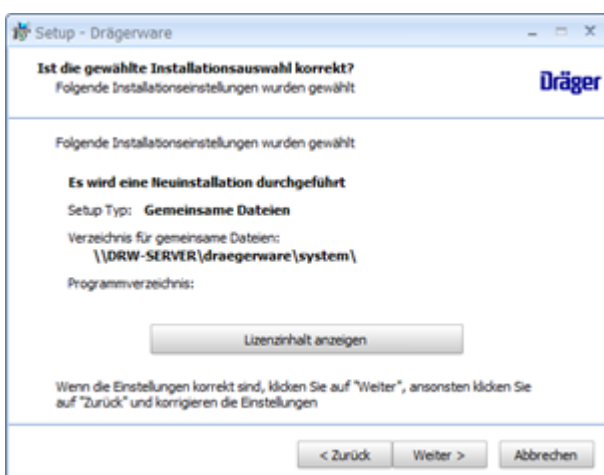 Setup - Drägerware
Ist die gewählte Installationsauswahl korrekt?
Folgende Installationseinstellungen wurden gewählt
Dräger
Folgende Installationseinstellungen wurden gewählt
Es wird eine Neuinstallation durchgeführt
Setup Typ: Gemeinsame Dateien
Verzeichnis für gemeinsame Dateien:
\\DRW-SERVER\draegerware\system\
Programmverzeichnis:
Lizenzinhalt anzeigen
Wenn die Einstellungen korrekt sind, klicken Sie auf "Weiter", ansonsten klicken Sie
auf "Zurück" und korrigieren die Einstellungen
< Zurück Weiter > Abbrechen